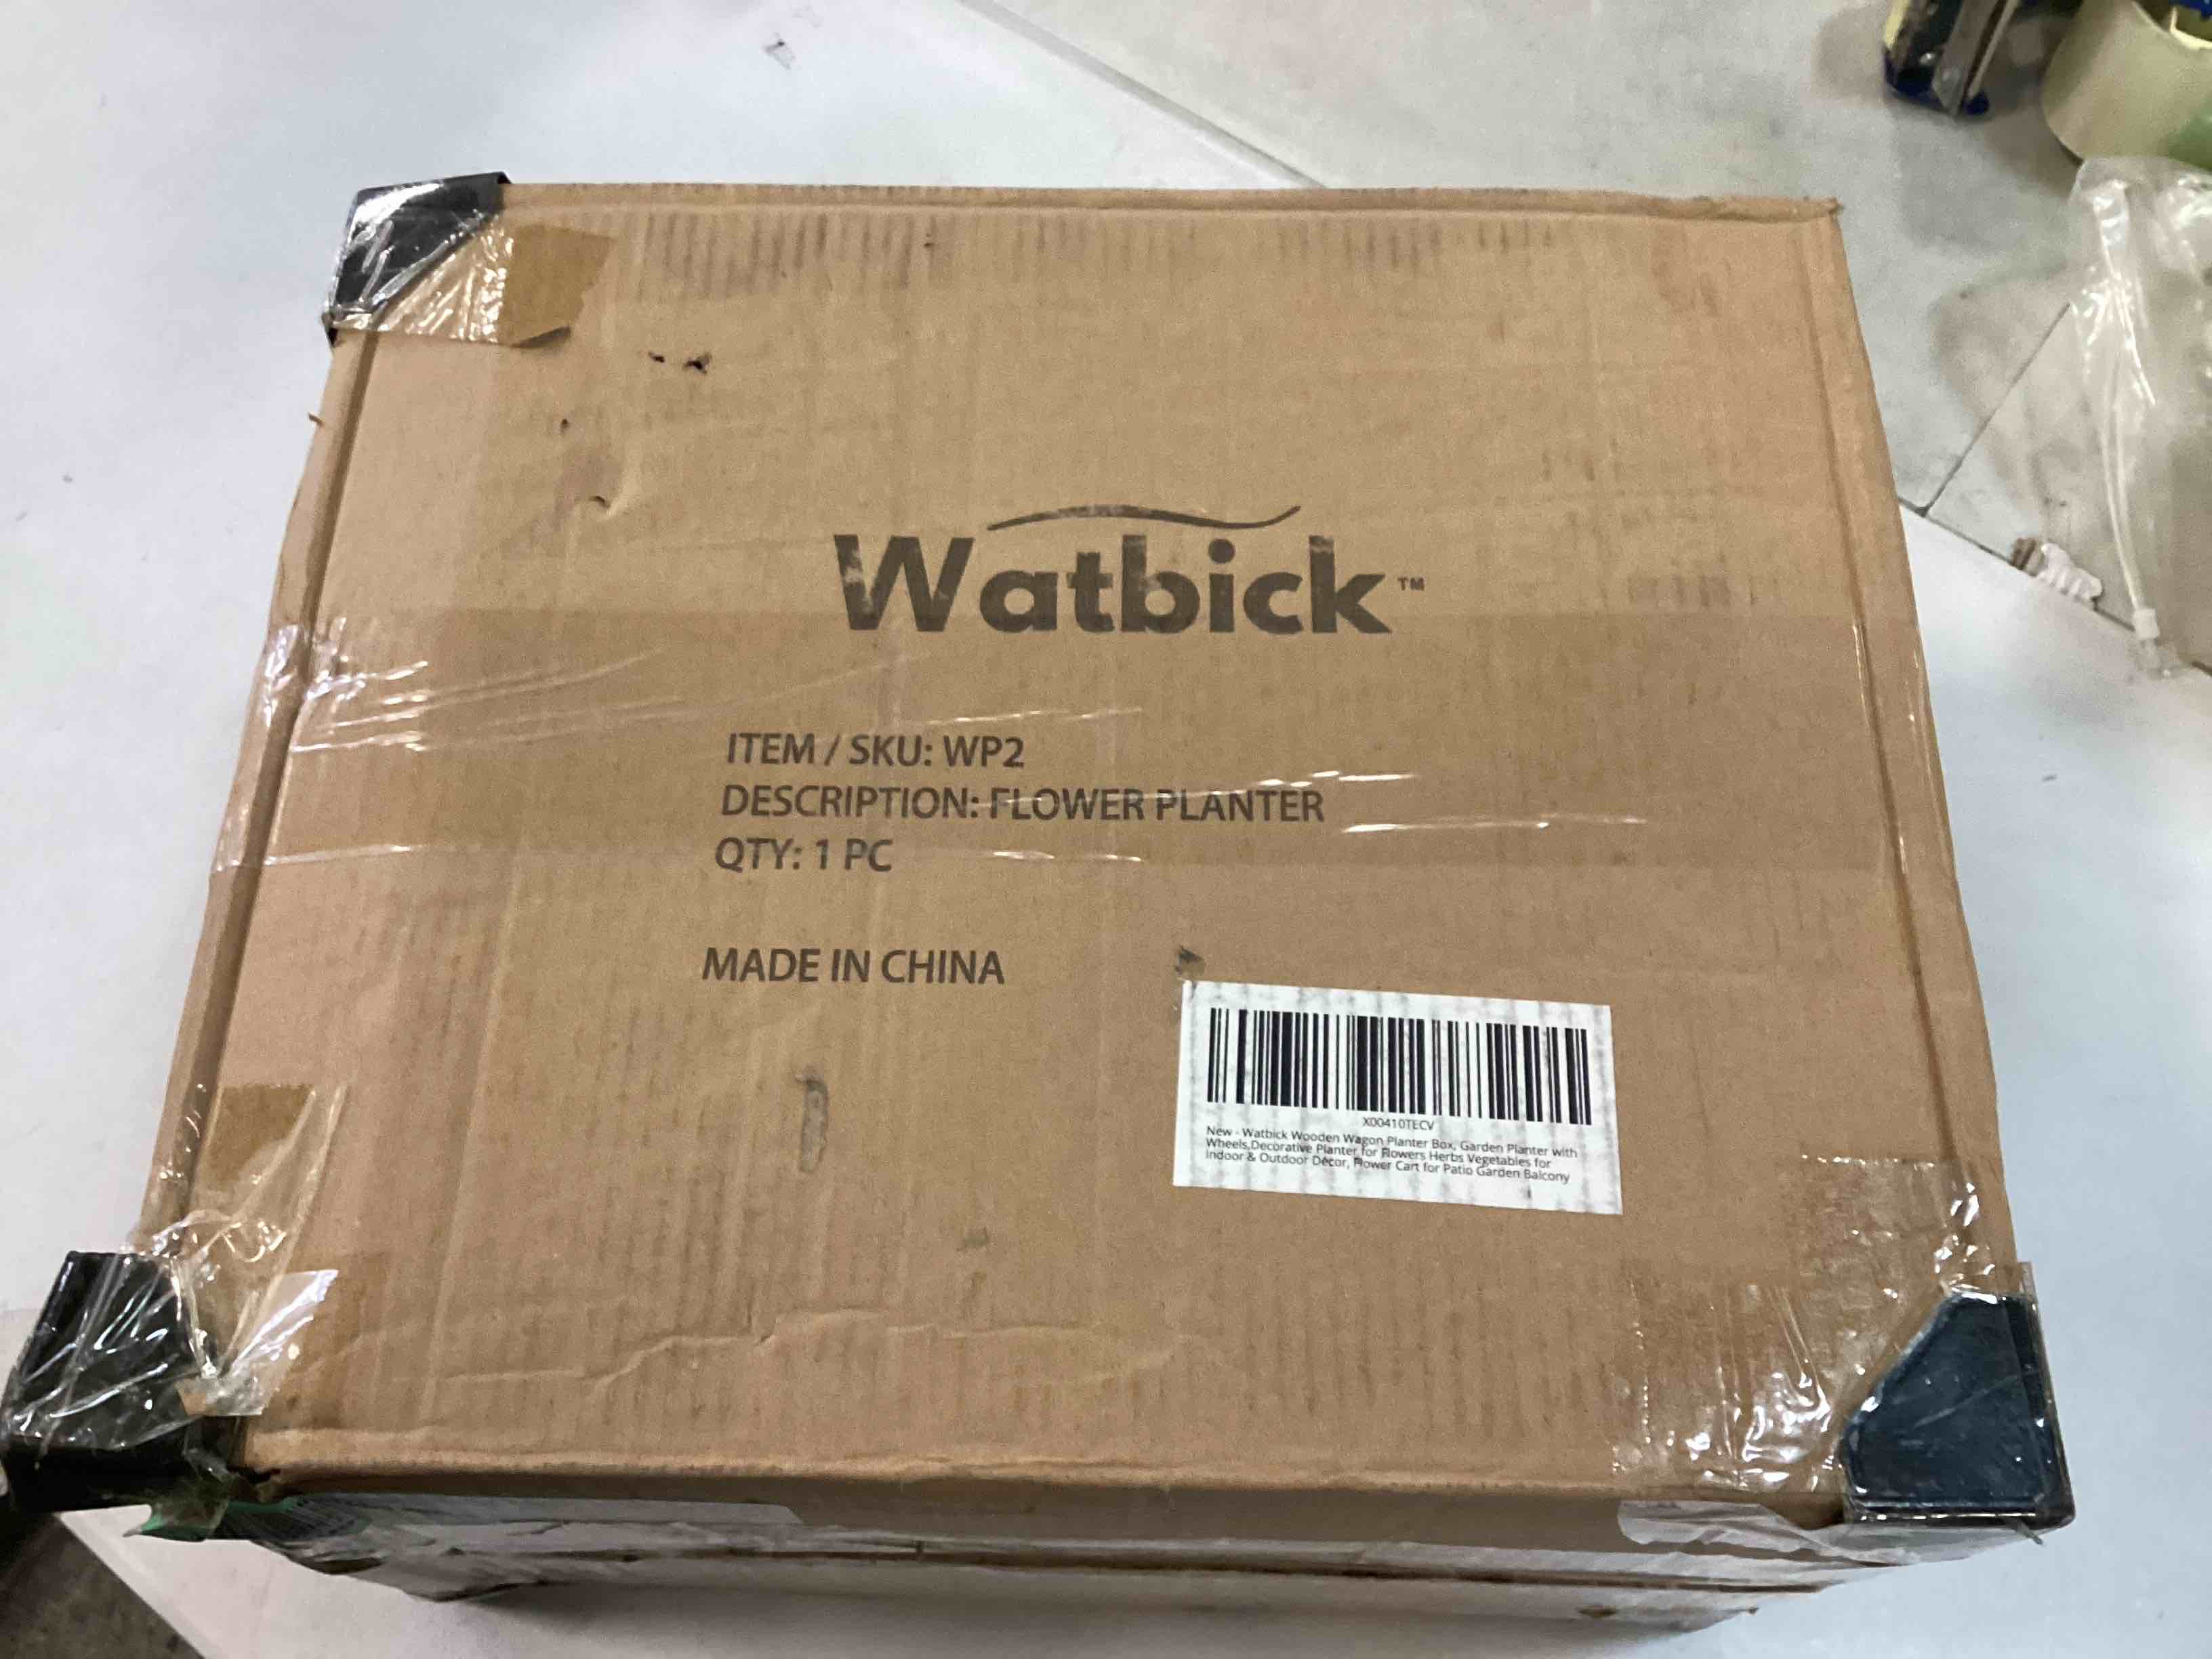 Watbick™
ITEM / SKU: WP2
DESCRIPTION: FLOWER PLANTER
QTY: 1 PC
MADE IN CHINA
X00410TECV
New - Watbick Wooden Wagon Planter Box, Garden Planter with
Wheels,Decorative Planter for Flowers Herbs Vegetables for
Indoor & Outdoor Décor, Flower Cart for Patio Garden Balcony